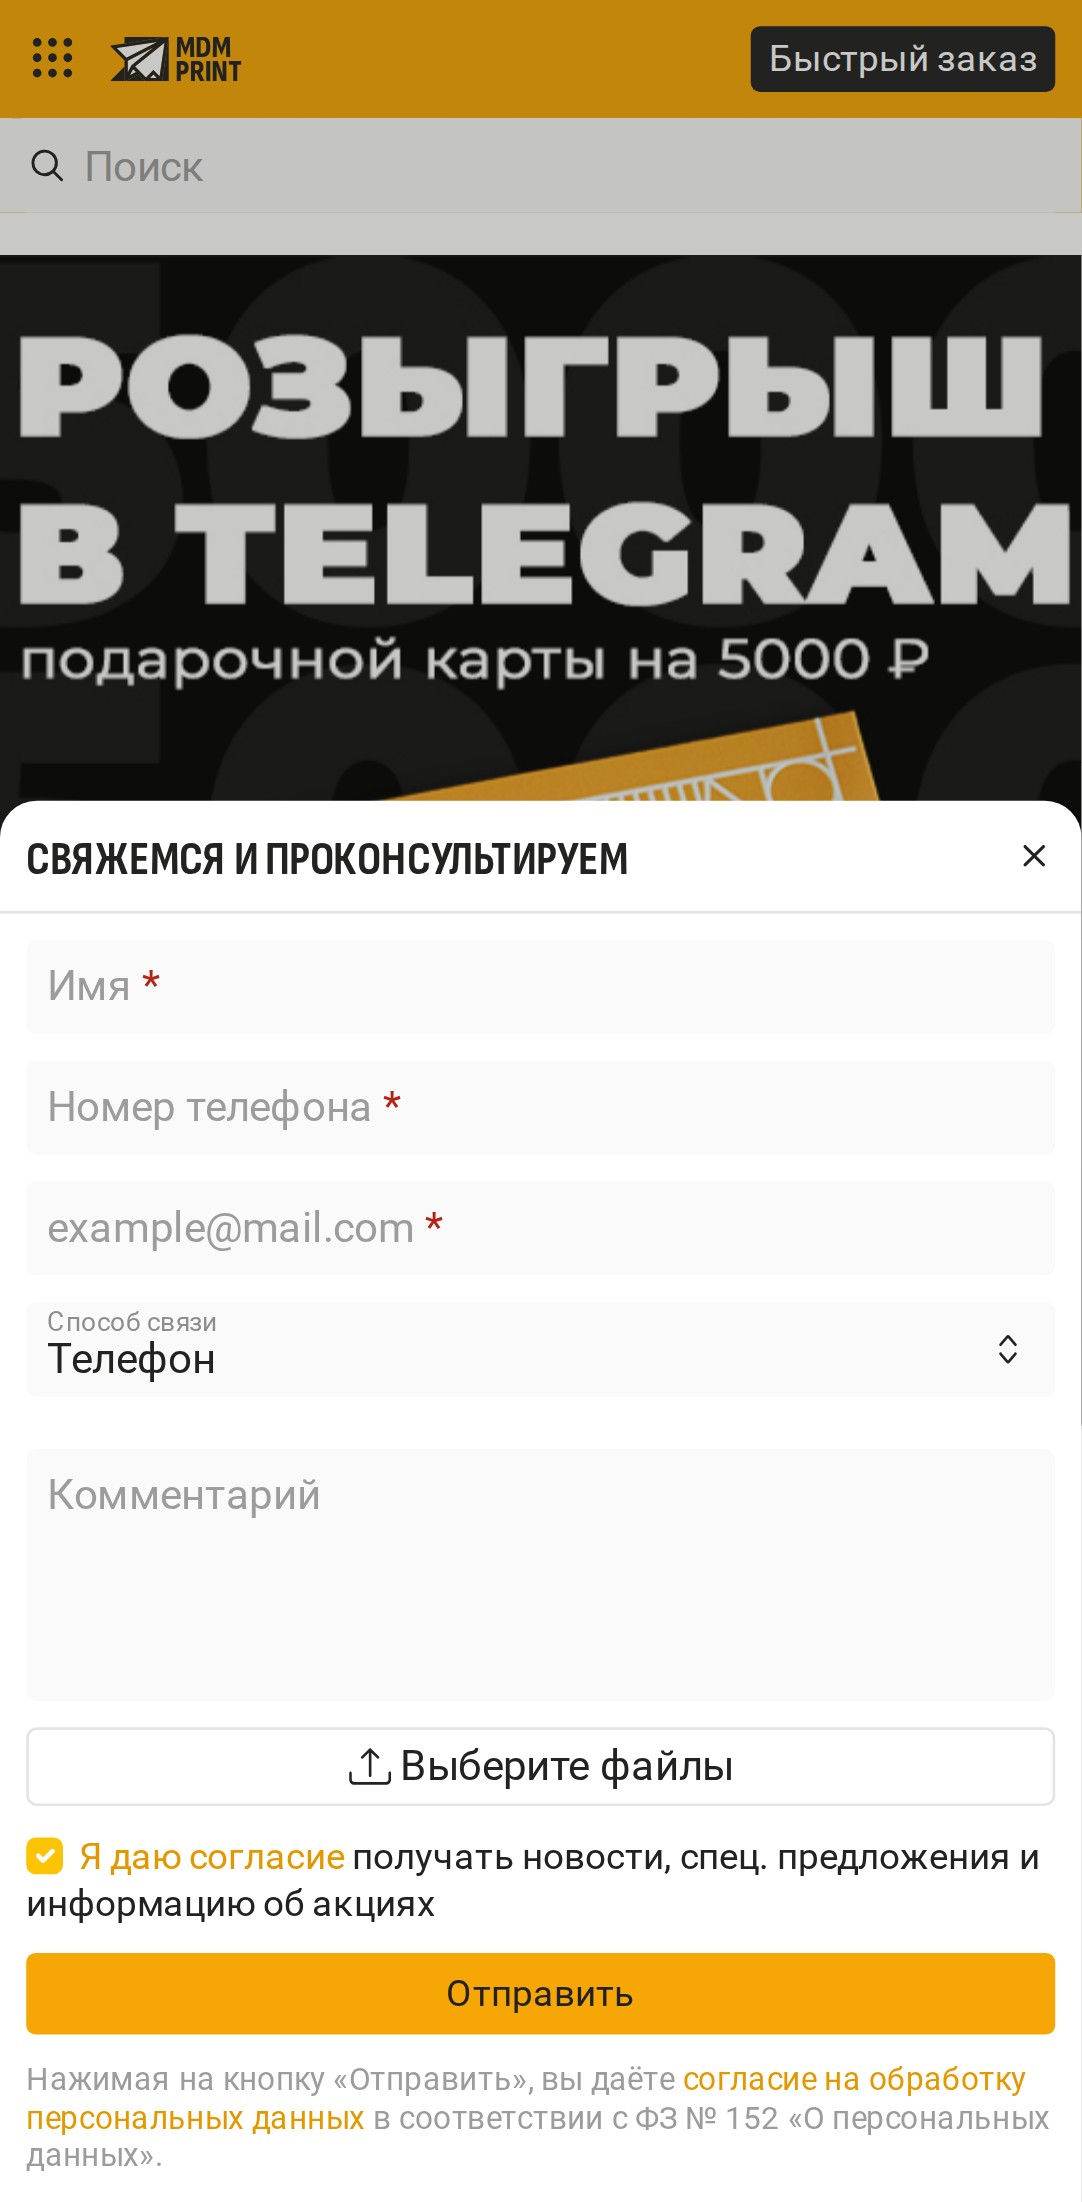 MDM
PRINT
Быстрый заказ
Поиск
РОЗЫГРЫШ
В TELEGRAM
подарочной карты на 5000 ₽
СВЯЖЕМСЯ И ПРОКОНСУЛЬТИРУЕМ
Имя *
Номер телефона *
example@mail.com *
Способ связи
Телефон
Комментарий
Выберите файлы
Я даю согласие получать новости, спец. предложения и
информацию об акциях
Отправить
Нажимая на кнопку «Отправить», вы даёте согласие на обработку
персональных данных в соответствии с ФЗ № 152 «О персональных
данных».